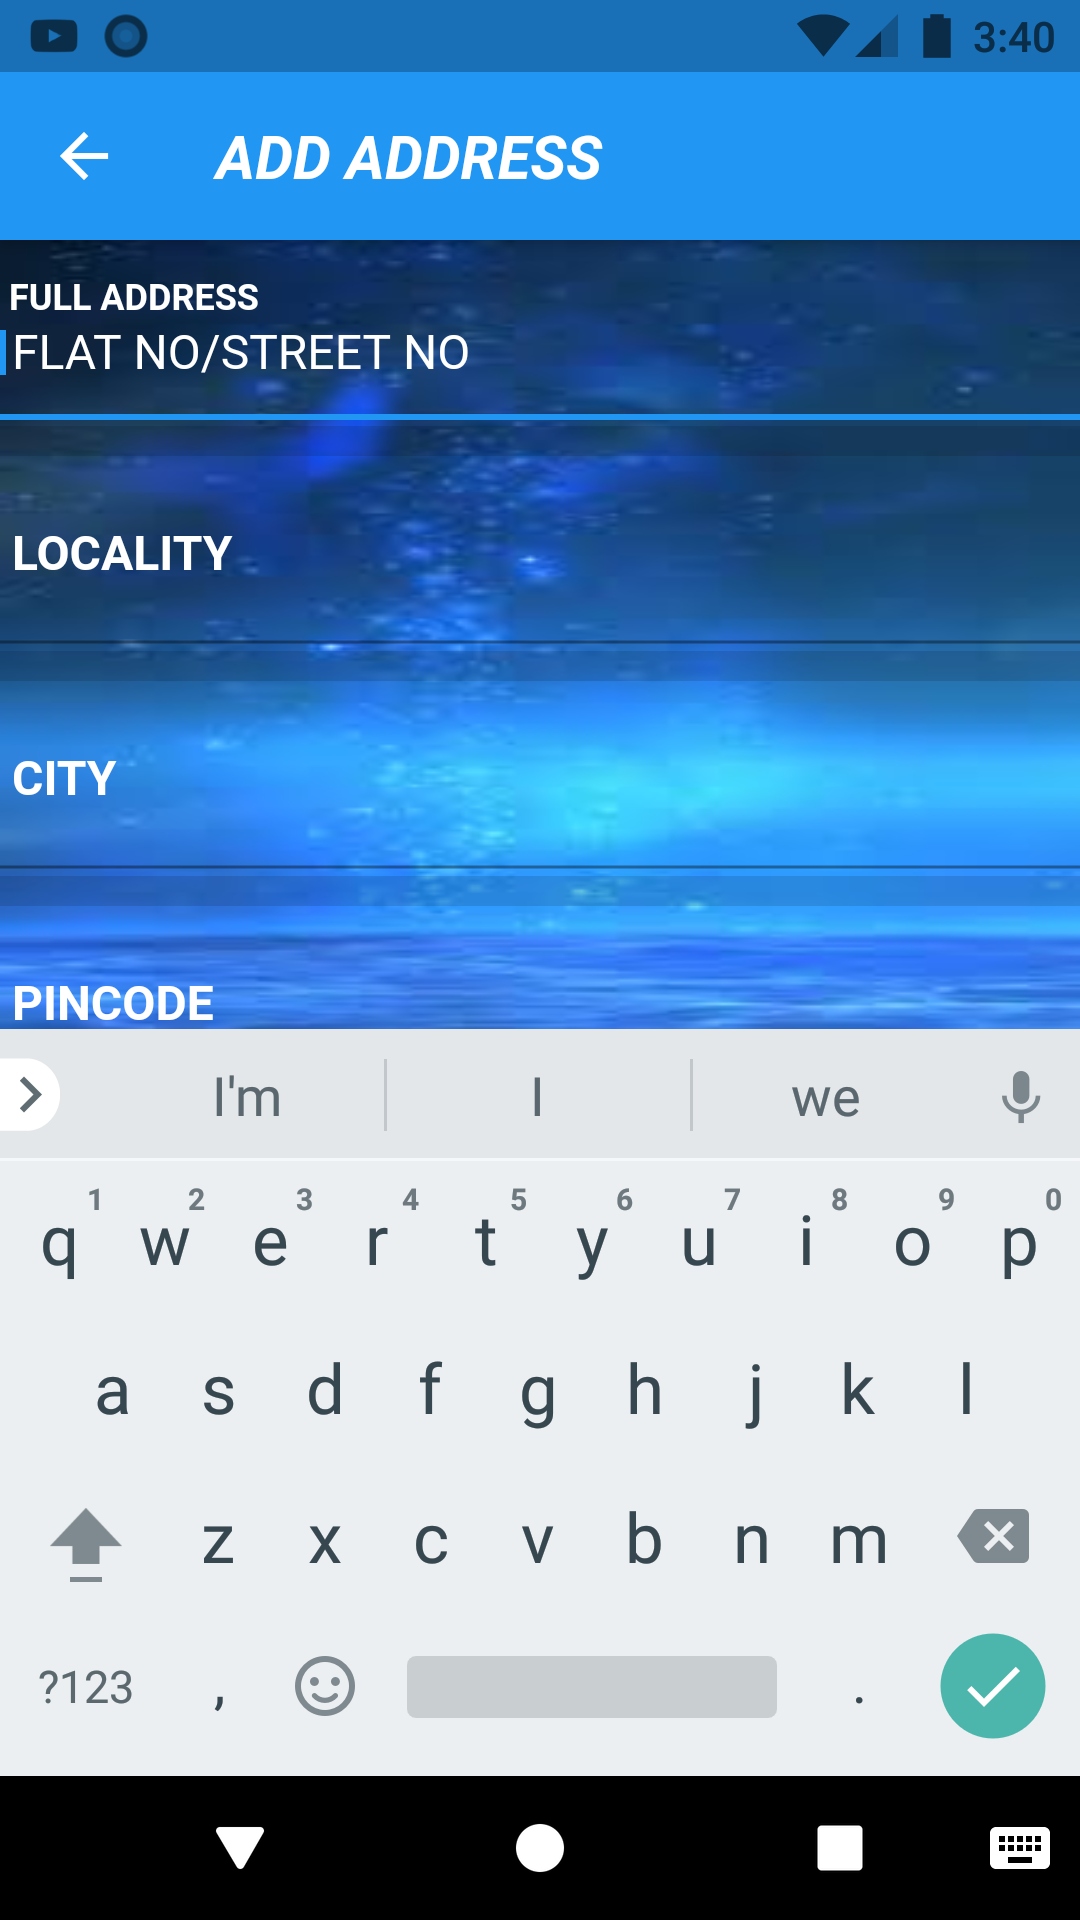 3:40
ADD ADDRESS
FULL ADDRESS
FLAT NO/STREET NO
LOCALITY
CITY
PINCODE
I'm I we
1 2 3 4 5 6 7 8 9 0
q w e r t y u i o p
a s d f g h j k l
z x c v b n m
?123 , .